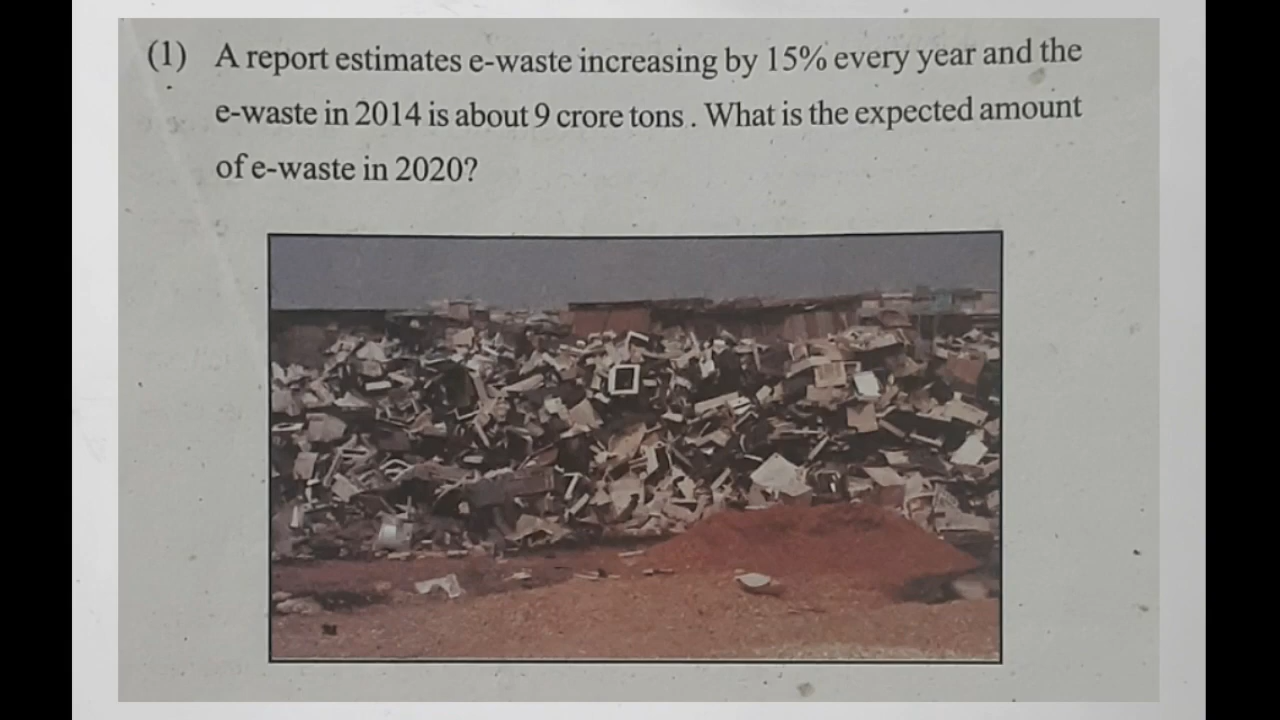 (1) A report estimates e-waste increasing by 15% every year and the
e-waste in 2014 is about 9 crore tons . What is the expected amount
of e-waste in 2020?